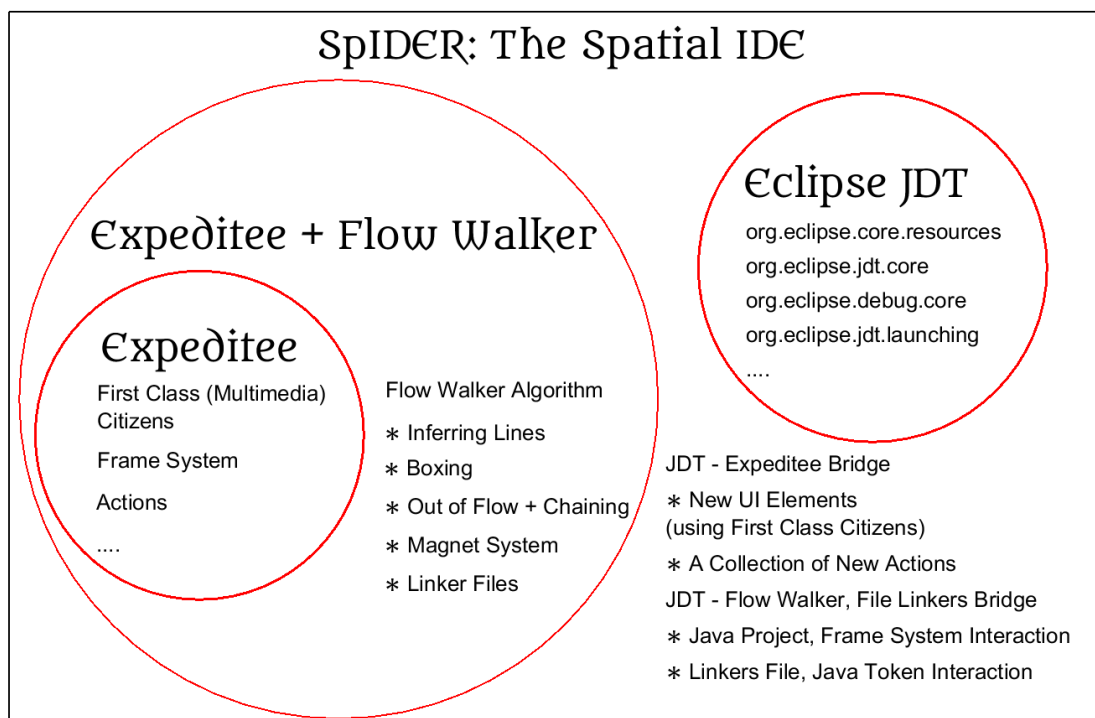 SpIDER: The Spatial IDE
Expeditee + Flow Walker
Expeditee
First Class (Multimedia)
Citizens
Frame System
Actions
....
Flow Walker Algorithm
* Inferring Lines
* Boxing
* Out of Flow + Chaining
* Magnet System
* Linker Files
Eclipse JDT
org.eclipse.core.resources
org.eclipse.jdt.core
org.eclipse.debug.core
org.eclipse.jdt.launching
....
JDT - Expeditee Bridge
* New UI Elements
(using First Class Citizens)
* A Collection of New Actions
JDT - Flow Walker, File Linkers Bridge
* Java Project, Frame System Interaction
* Linkers File, Java Token Interaction